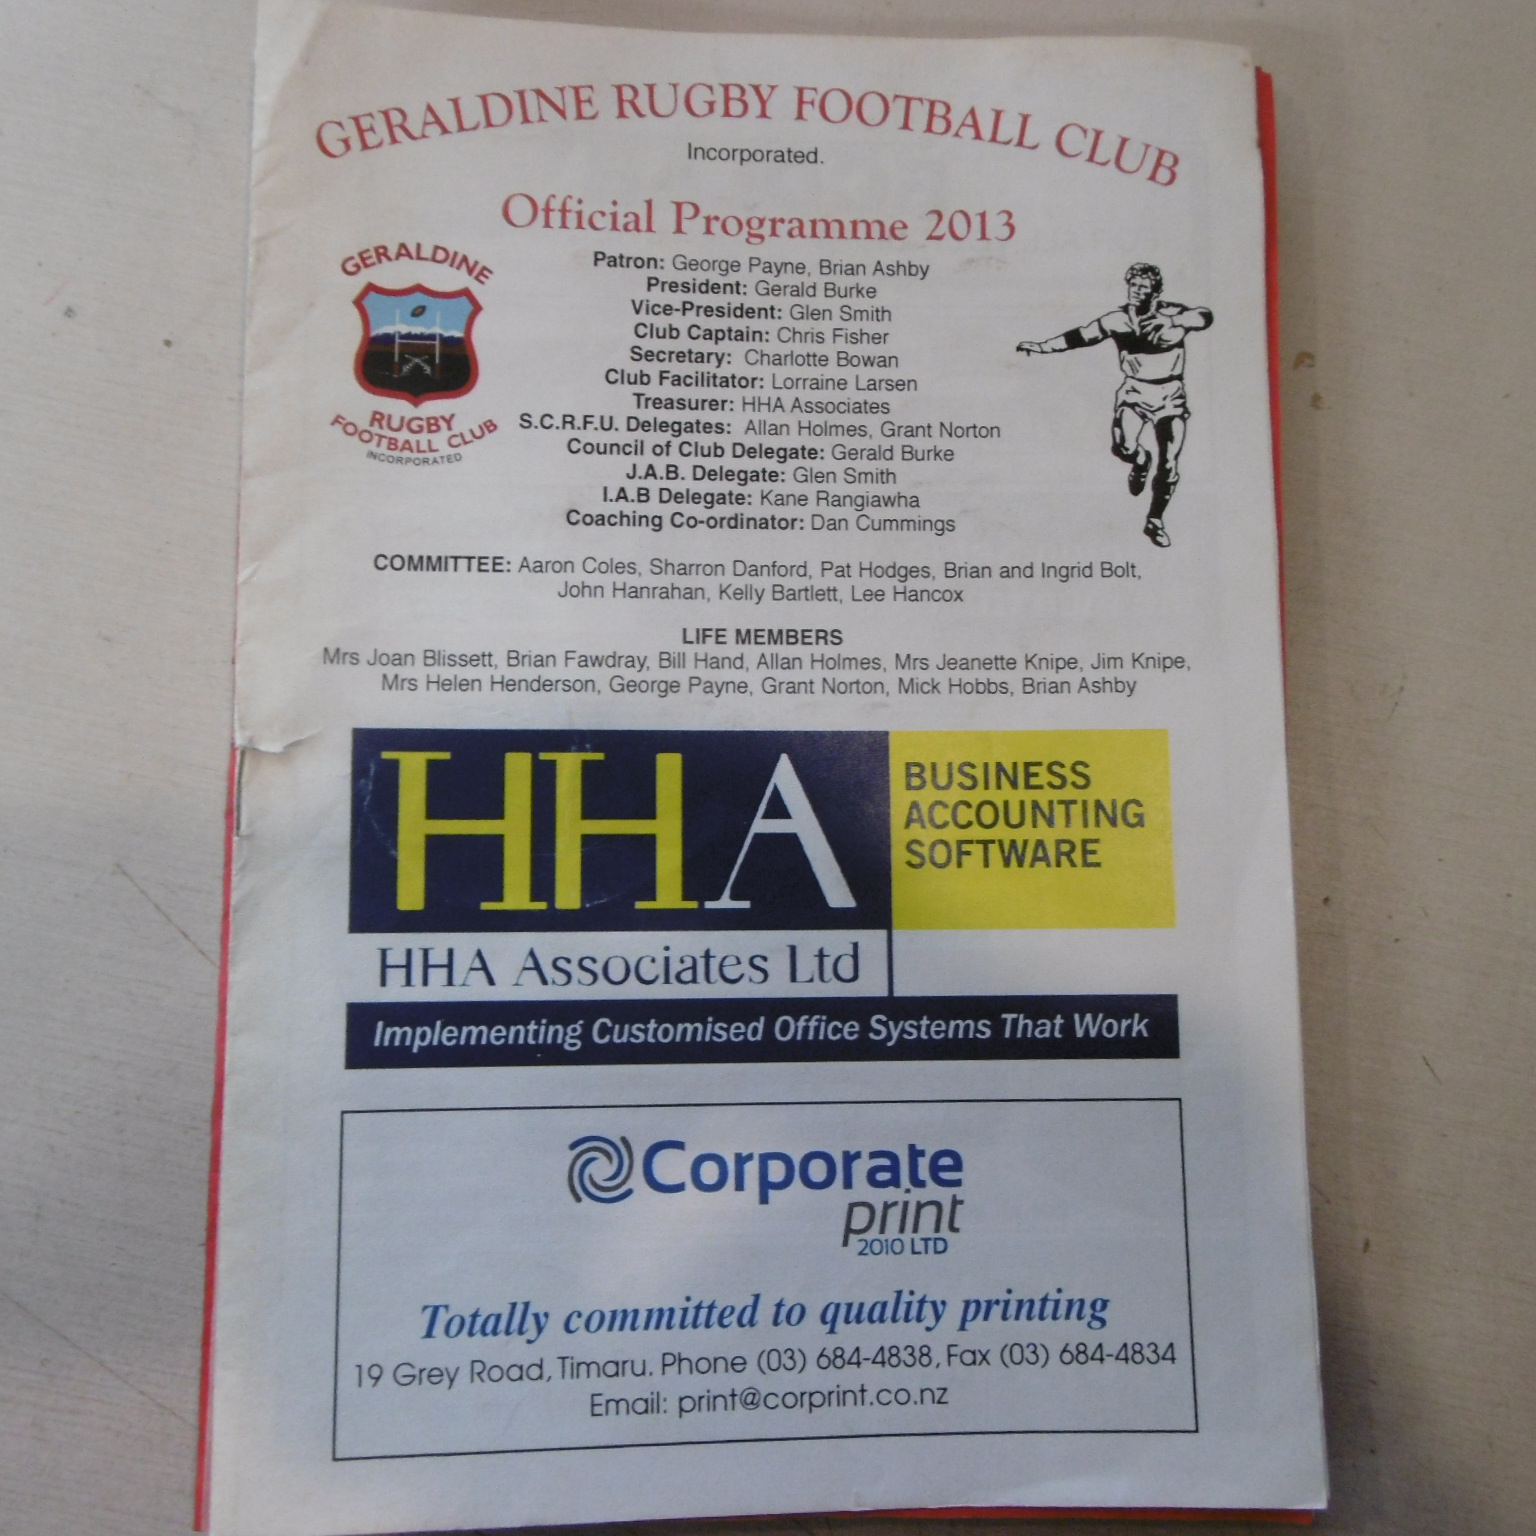 GERALDINE RUGBY FOOTBALL CLUB
Incorporated.
Official Programme 2013
GERALDINE
RUGBY
FOOTBALL CLUB
INCORPORATED
Patron: George Payne, Brian Ashby
President: Gerald Burke
Vice-President: Glen Smith
Club Captain: Chris Fisher
Secretary: Charlotte Bowan
Club Facilitator: Lorraine Larsen
Treasurer: HHA Associates
S.C.R.F.U. Delegates: Allan Holmes, Grant Norton
Council of Club Delegate: Gerald Burke
J.A.B. Delegate: Glen Smith
I.A.B Delegate: Kane Rangiawha
Coaching Co-ordinator: Dan Cummings
COMMITTEE: Aaron Coles, Sharron Danford, Pat Hodges, Brian and Ingrid Bolt,
John Hanrahan, Kelly Bartlett, Lee Hancox
LIFE MEMBERS
Mrs Joan Blissett, Brian Fawdray, Bill Hand, Allan Holmes, Mrs Jeanette Knipe, Jim Knipe,
Mrs Helen Henderson, George Payne, Grant Norton, Mick Hobbs, Brian Ashby
HHA
BUSINESS
ACCOUNTING
SOFTWARE
HHA Associates Ltd
Implementing Customised Office Systems That Work
Corporate
print
2010 LTD
Totally committed to quality printing
19 Grey Road, Timaru. Phone (03) 684-4838, Fax (03) 684-4834
Email: print@corprint.co.nz